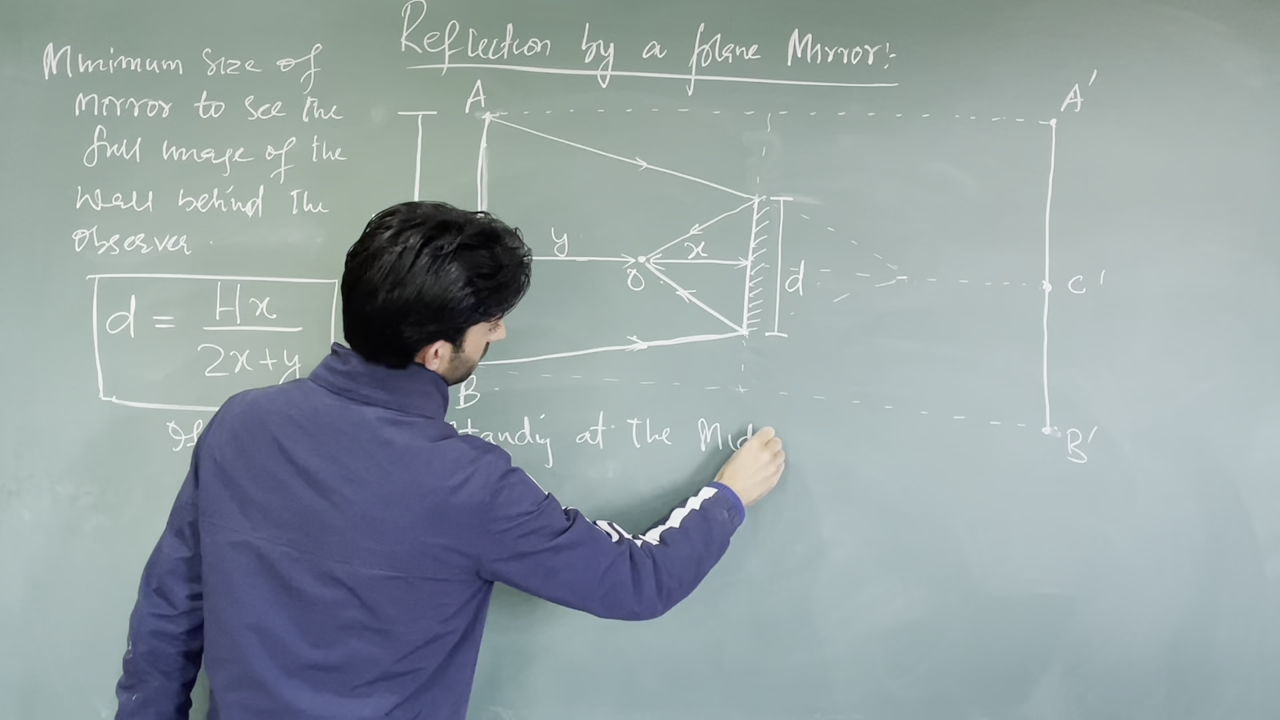 Reflection by a plane Mirror:-
Minimum size of
mirror to see the
full image of the
wall behind the
observer.
d = Hx
2x+y
A
A'
y
O
x
d
C'
B
B'
standing at the Mid